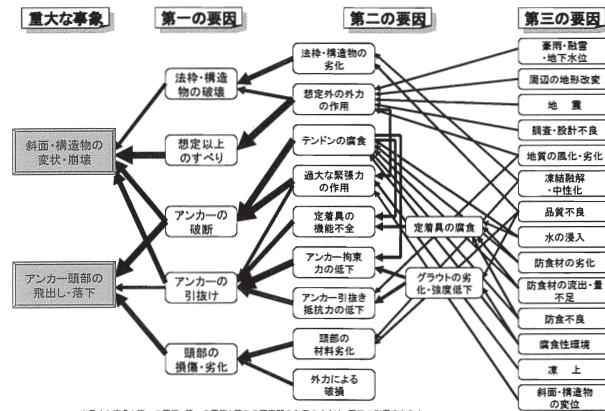 重大な事象
第一の要因
第二の要因
第三の要因
斜面・構造物の
変状・崩壊
アンカー頭部の
飛出し・落下
法枠・構造
物の破壊
想定以上
のすべり
アンカーの
破断
アンカーの
引抜け
頭部の
損傷・劣化
法枠・構造物の
劣化
想定外の外力
の作用
テンドンの腐食
過大な緊張力
の作用
定着具の
機能不全
アンカー拘束
力の低下
アンカー引抜き
抵抗力の低下
頭部の
材料劣化
外力による
破損
定着具の腐食
グラウトの劣
化・強度低下
豪雨・融雪
・地下水位
周辺の地形改変
地 震
調査・設計不良
地質の風化・劣化
凍結融解
・中性化
品質不良
水の浸入
防食材の劣化
防食材の流出・量
不足
防食不良
腐食性環境
凍 上
斜面・構造物
の変位